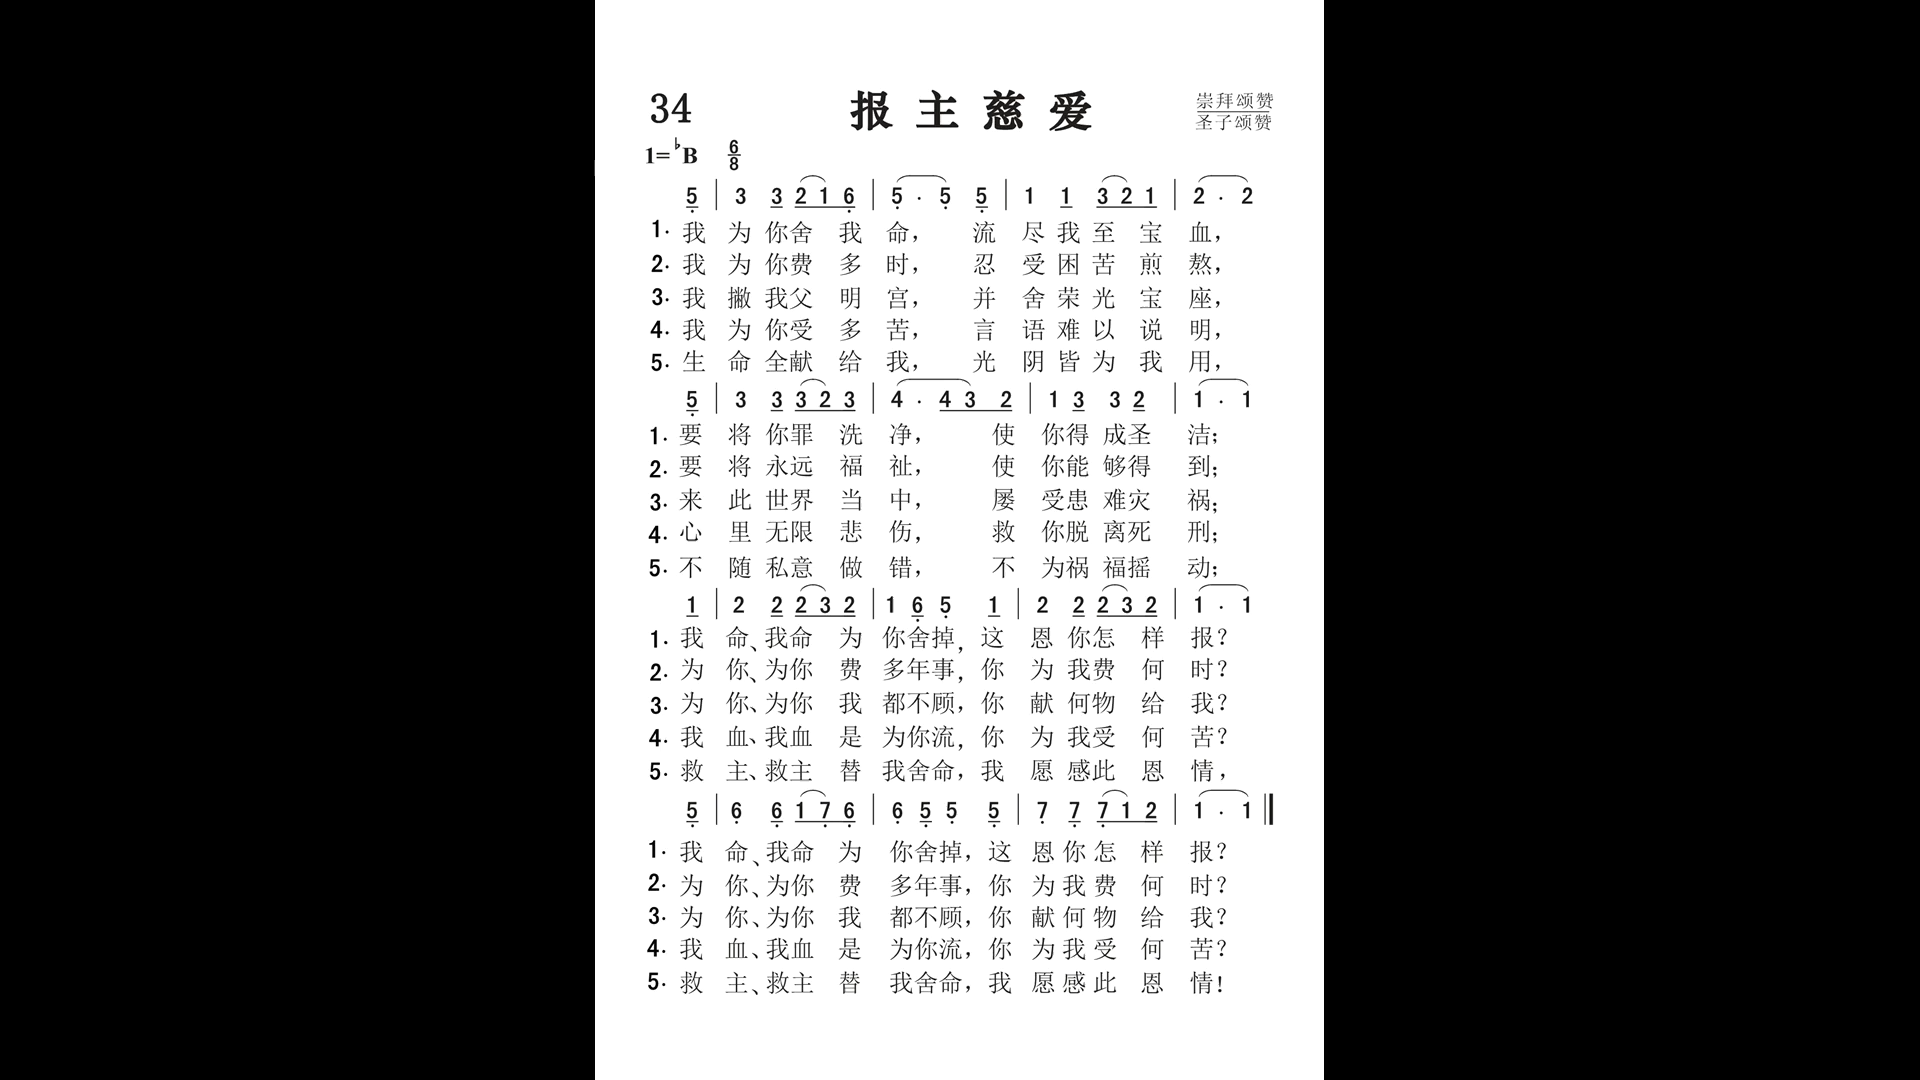 34 报主慈爱 崇拜颂赞
圣子颂赞
1=♭B 6/8
5 | 3 3 2 1 6 | 5 · 5 5 | 1 1 3 2 1 | 2 · 2
1. 我为你舍我命，流尽我至宝血，
2. 我为你费多时，忍受困苦煎熬，
3. 我撇我父明宫，并舍荣光宝座，
4. 我为你受多苦，言语难以说明，
5. 生命全献给我，光阴皆为我用，
5 | 3 3 3 2 3 | 4 · 4 3 2 | 1 3 3 2 | 1 · 1
1. 要将你罪洗净，使你得成圣洁；
2. 要将永远福祉，使你能够得到；
3. 来此世界当中，屡受患难灾祸；
4. 心里无限悲伤，救你脱离死刑；
5. 不随私意做错，不为祸福摇动；
1 | 2 2 2 3 2 | 1 6 5 1 | 2 2 2 3 2 | 1 · 1
1. 我命、我命为你舍掉，这恩你怎样报？
2. 为你、为你费多年事，你为我费何时？
3. 为你、为你我都不顾，你献何物给我？
4. 我血、我血是为你流，你为我受何苦？
5. 救主、救主替我舍命，我愿感此恩情，
5 | 6 6 1 7 6 | 6 5 5 5 | 7 7 7 1 2 | 1 · 1
1. 我命、我命为你舍掉，这恩你怎样报？
2. 为你、为你费多年事，你为我费何时？
3. 为你、为你我都不顾，你献何物给我？
4. 我血、我血是为你流，你为我受何苦？
5. 救主、救主替我舍命，我愿感此恩情！